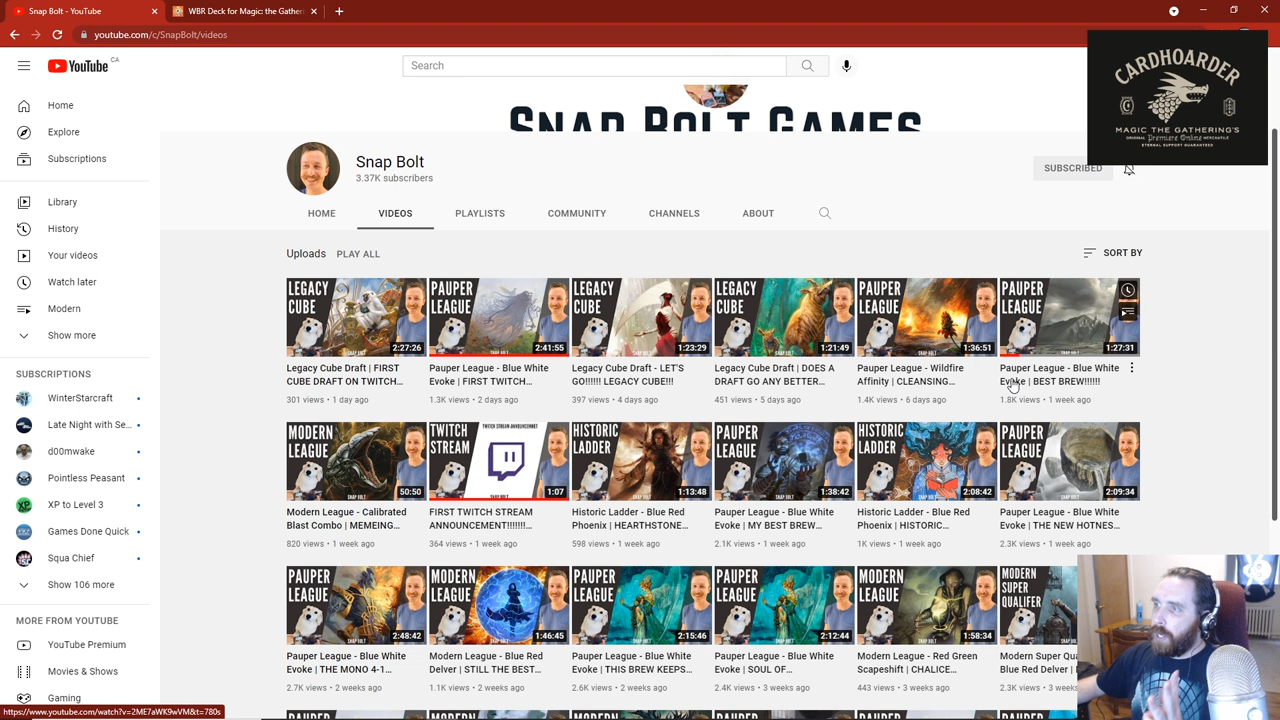 Snap Bolt - YouTube
WBR Deck for Magic: the Gather
youtube.com/c/SnapBolt/videos
YouTube CA
Search
SNAP BOLT GAMES
CARDHOARDER
MAGIC THE GATHERING'S
ORIGINAL Premiere Online MERCANTILE
ETERNAL SUPPORT GUARANTEED
Home
Explore
Subscriptions
Library
History
Your videos
Watch later
Modern
Show more
SUBSCRIPTIONS
WinterStarcraft
Late Night with Se...
d00mwake
Pointless Peasant
XP to Level 3
Games Done Quick
Squa Chief
Show 106 more
MORE FROM YOUTUBE
YouTube Premium
Movies & Shows
Gaming
https://www.youtube.com/watch?v=2ME7aWK9wVM&t=780s
Snap Bolt
3.37K subscribers
SUBSCRIBED
HOME VIDEOS PLAYLISTS COMMUNITY CHANNELS ABOUT
Uploads PLAY ALL
SORT BY
LEGACY CUBE 2:27:26
PAUPER LEAGUE 2:41:55
LEGACY CUBE 1:23:29
LEGACY CUBE 1:21:49
PAUPER LEAGUE 1:36:51
PAUPER LEAGUE 1:27:31
Legacy Cube Draft | FIRST
CUBE DRAFT ON TWITCH...
301 views • 1 day ago
Pauper League - Blue White
Evoke | FIRST TWITCH...
1.3K views • 2 days ago
Legacy Cube Draft - LET'S
GO!!!!!! LEGACY CUBE!!!
397 views • 4 days ago
Legacy Cube Draft | DOES A
DRAFT GO ANY BETTER...
451 views • 5 days ago
Pauper League - Wildfire
Affinity | CLEANSING...
1.4K views • 6 days ago
Pauper League - Blue White
Evoke | BEST BREW!!!!!!
1.8K views • 1 week ago
MODERN LEAGUE 50:50
TWITCH STREAM TWITCH STREAM ANNOUNCEMENT 1:07
HISTORIC LADDER 1:13:48
PAUPER LEAGUE 1:38:42
HISTORIC LADDER 2:08:42
PAUPER LEAGUE 2:09:34
Modern League - Calibrated
Blast Combo | MEMEING...
820 views • 1 week ago
FIRST TWITCH STREAM
ANNOUNCEMENT!!!!!!!...
364 views • 1 week ago
Historic Ladder - Blue Red
Phoenix | HEARTHSTONE...
598 views • 1 week ago
Pauper League - Blue White
Evoke | MY BEST BREW...
2.1K views • 1 week ago
Historic Ladder - Blue Red
Phoenix | HISTORIC...
1K views • 1 week ago
Pauper League - Blue White
Evoke | THE NEW HOTNES...
2.3K views • 1 week ago
PAUPER LEAGUE 2:48:42
MODERN LEAGUE 1:46:45
PAUPER LEAGUE 2:15:46
PAUPER LEAGUE 2:12:44
MODERN LEAGUE 1:58:34
MODERN SUPER QUALIFER
Pauper League - Blue White
Evoke | THE MONO 4-1...
2.7K views • 2 weeks ago
Modern League - Blue Red
Delver | STILL THE BEST...
1.1K views • 2 weeks ago
Pauper League - Blue White
Evoke | THIS BREW KEEPS...
2.6K views • 2 weeks ago
Pauper League - Blue White
Evoke | SOUL OF...
2.4K views • 3 weeks ago
Modern League - Red Green
Scapeshift | CHALICE...
443 views • 3 weeks ago
Modern Super Qua
Blue Red Delver |
2.3K views • 3 weeks